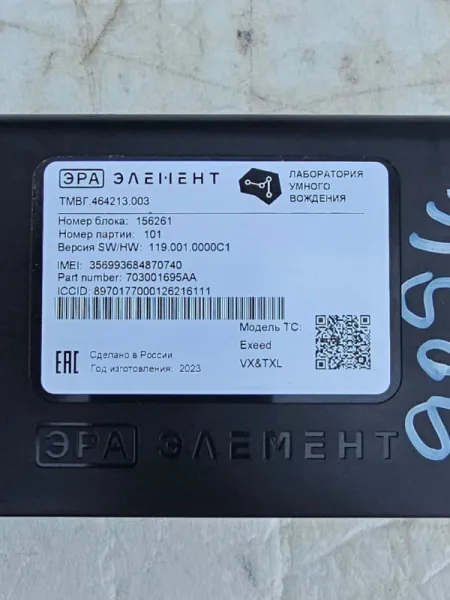 ЭРА ЭЛЕМЕНТ
ЛАБОРАТОРИЯ
УМНОГО
ВОЖДЕНИЯ
ТМВГ.464213.003
Номер блока: 156261
Номер партии: 101
Версия SW/HW: 119.001.0000C1
IMEI: 356993684870740
Part number: 703001695AA
ICCID: 8970177000126216111
Модель ТС:
Exeed
VX&TXL
EAC
Сделано в России
Год изготовления: 2023
ЭРА ЭЛЕМЕНТ